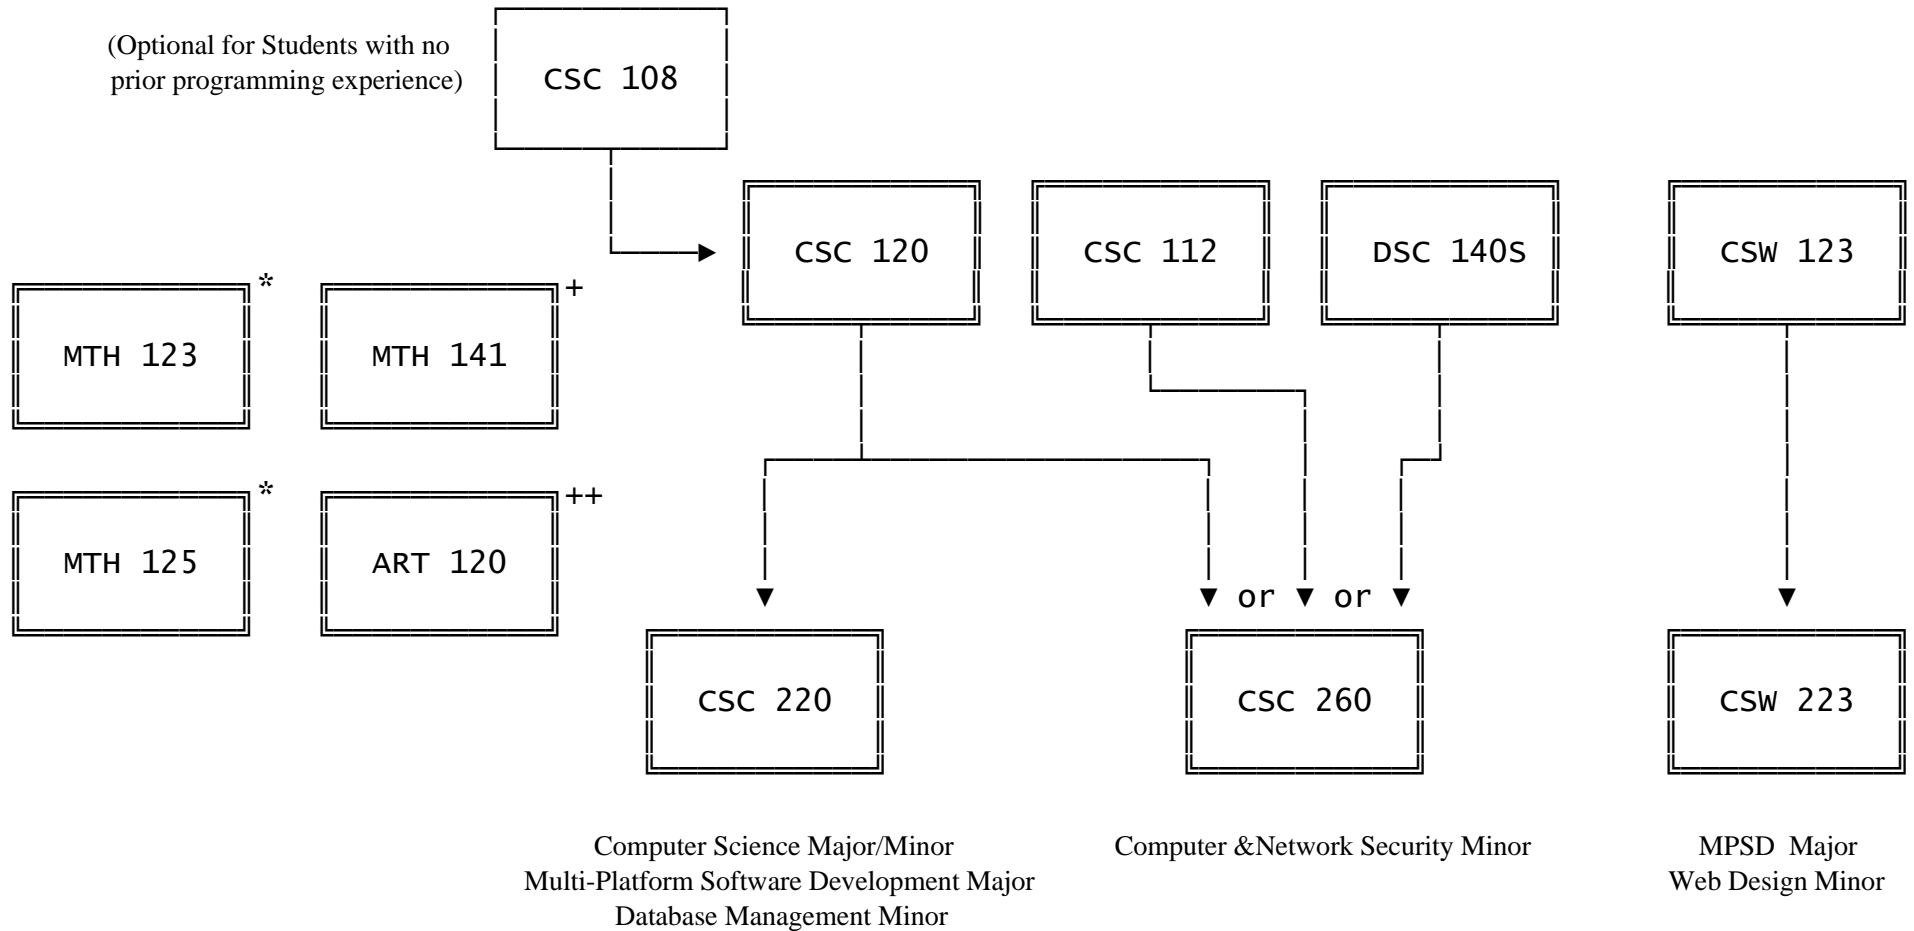 (Optional for Students with no
prior programming experience)
CSC 108
CSC 120
CSC 112
DSC 140S
CSW 123
*
+
MTH 123
MTH 141
*
++
MTH 125
ART 120
or or
CSC 220
CSC 260
CSW 223
Computer Science Major/Minor
Multi-Platform Software Development Major
Database Management Minor
Computer &Network Security Minor
MPSD Major
Web Design Minor